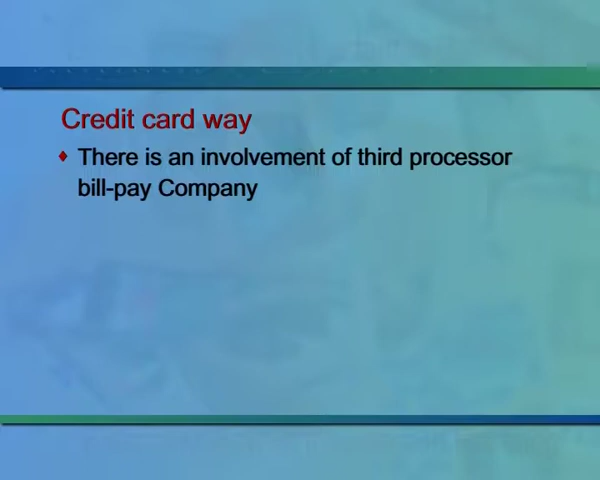 Credit card way
There is an involvement of third processor
bill-pay Company